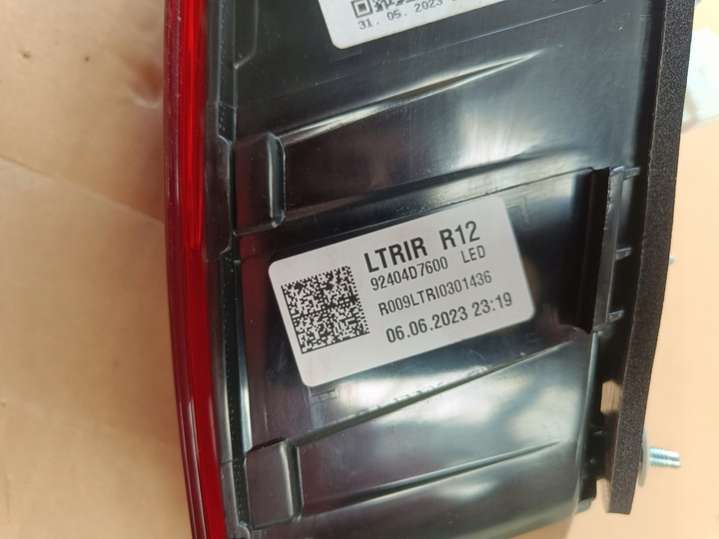 31.05.2023
LTRIR R12
92404D7600 LED
R009LTRI0301436
06.06.2023 23:19